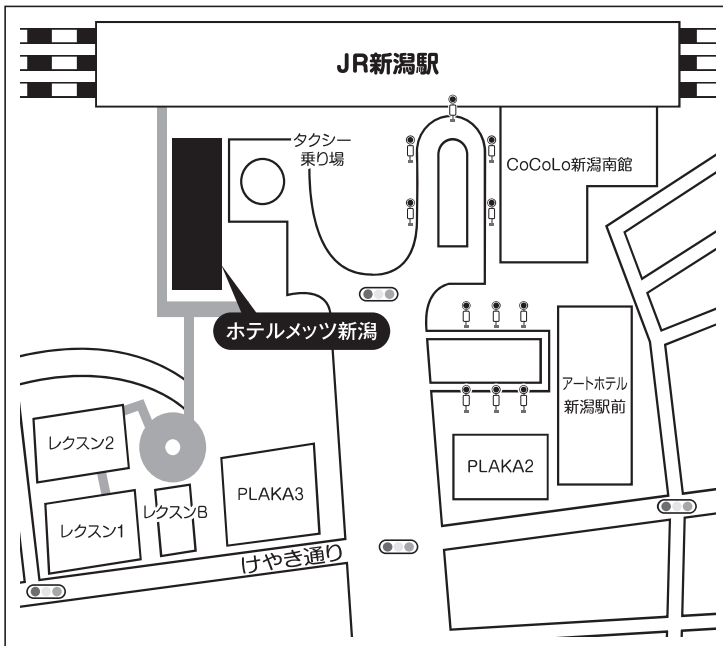 JR新潟駅
タクシー
乗り場
CoCoLo新潟南館
ホテルメッツ新潟
アートホテル
新潟駅前
レクスン2
PLAKA3
PLAKA2
レクスン1
レクスンB
けやき通り